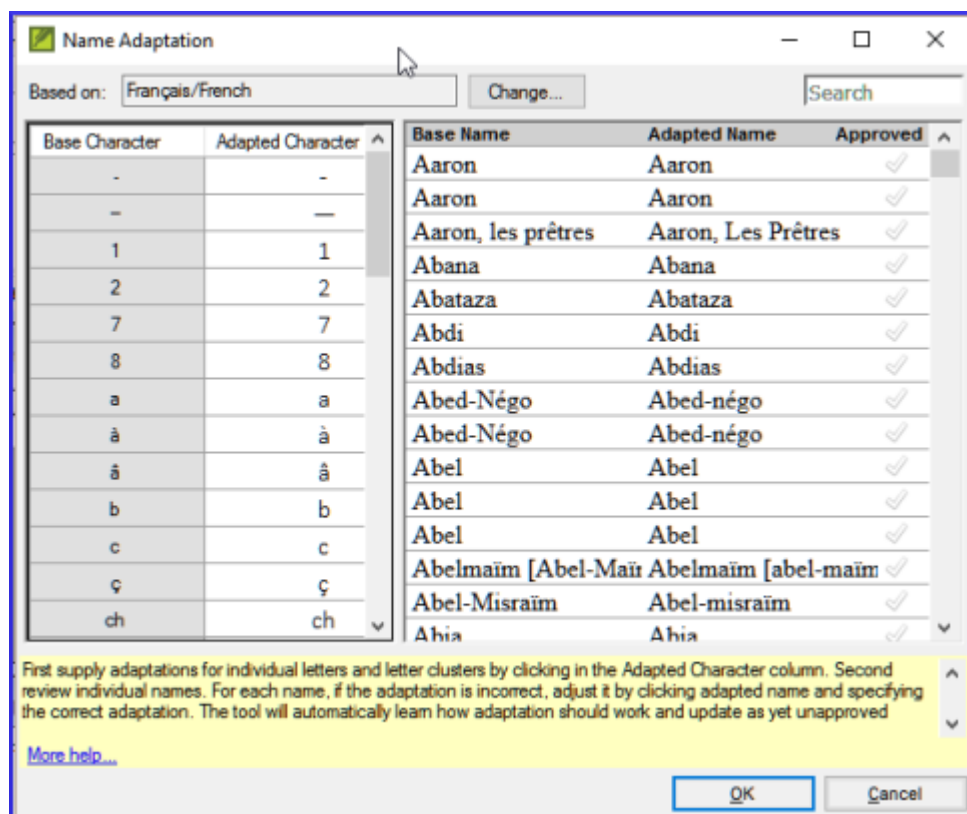 Name Adaptation
Based on: Français/French Change... Search
Base Character Adapted Character
- -
– —
1 1
2 2
7 7
8 8
a a
à à
â â
b b
c c
ç ç
ch ch
Base Name Adapted Name Approved
Aaron Aaron
Aaron Aaron
Aaron, les prêtres Aaron, Les Prêtres
Abana Abana
Abataza Abataza
Abdi Abdi
Abdias Abdias
Abed-Négo Abed-négo
Abed-Négo Abed-négo
Abel Abel
Abel Abel
Abel Abel
Abelmaïm [Abel-Maïm Abelmaïm [abel-maïm
Abel-Misraïm Abel-misraïm
Abia Abia
First supply adaptations for individual letters and letter clusters by clicking in the Adapted Character column. Second
review individual names. For each name, if the adaptation is incorrect, adjust it by clicking adapted name and specifying
the correct adaptation. The tool will automatically learn how adaptation should work and update as yet unapproved
More help...
OK Cancel